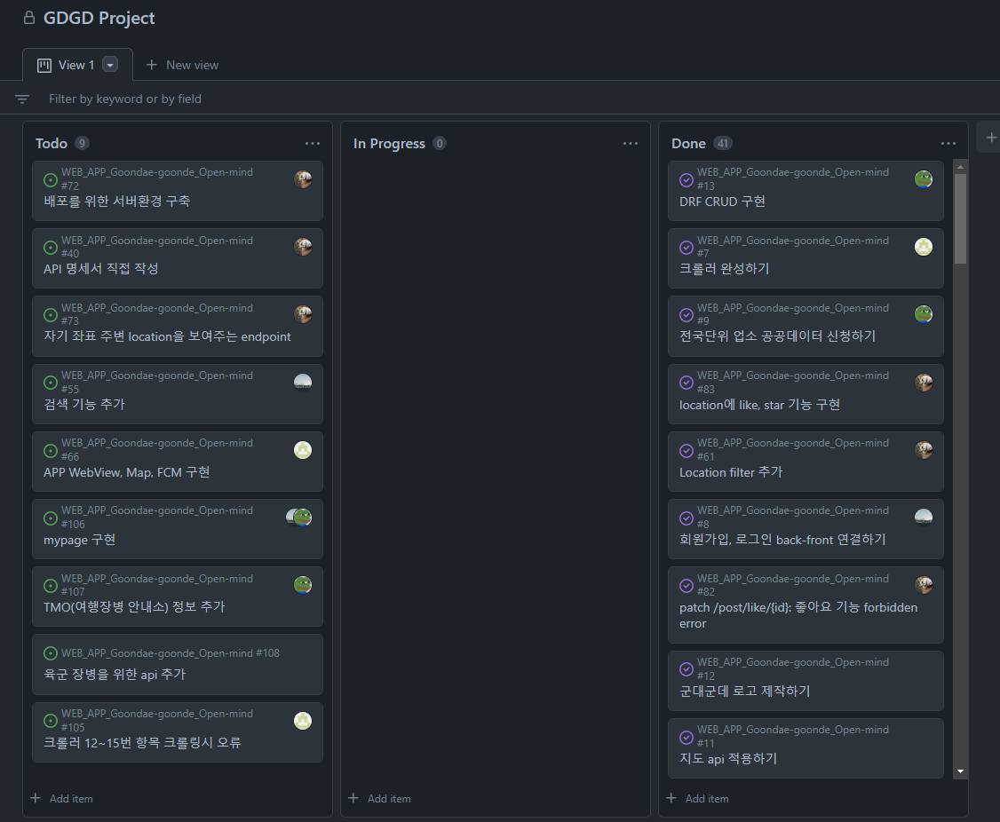 GDGD Project
View 1
New view
Filter by keyword or by field
Todo 9
WEB_APP_Goondae-goonde_Open-mind
#72
배포를 위한 서버환경 구축
WEB_APP_Goondae-goonde_Open-mind
#40
API 명세서 직접 작성
WEB_APP_Goondae-goonde_Open-mind
#73
자기 좌표 주변 location을 보여주는 endpoint
WEB_APP_Goondae-goonde_Open-mind
#55
검색 기능 추가
WEB_APP_Goondae-goonde_Open-mind
#66
APP WebView, Map, FCM 구현
WEB_APP_Goondae-goonde_Open-mind
#106
mypage 구현
WEB_APP_Goondae-goonde_Open-mind
#107
TMO(여행장병 안내소) 정보 추가
WEB_APP_Goondae-goonde_Open-mind #108
육군 장병을 위한 api 추가
WEB_APP_Goondae-goonde_Open-mind
#105
크롤러 12~15번 항목 크롤링시 오류
Add item
In Progress 0
Add item
Done 41
WEB_APP_Goondae-goonde_Open-mind
#13
DRF CRUD 구현
WEB_APP_Goondae-goonde_Open-mind
#7
크롤러 완성하기
WEB_APP_Goondae-goonde_Open-mind
#9
전국단위 업소 공공데이터 신청하기
WEB_APP_Goondae-goonde_Open-mind
#83
location에 like, star 기능 구현
WEB_APP_Goondae-goonde_Open-mind
#61
Location filter 추가
WEB_APP_Goondae-goonde_Open-mind
#8
회원가입, 로그인 back-front 연결하기
WEB_APP_Goondae-goonde_Open-mind
#82
patch /post/like/{id}: 좋아요 기능 forbidden
error
WEB_APP_Goondae-goonde_Open-mind
#12
군대군데 로고 제작하기
WEB_APP_Goondae-goonde_Open-mind
#11
지도 api 적용하기
Add item